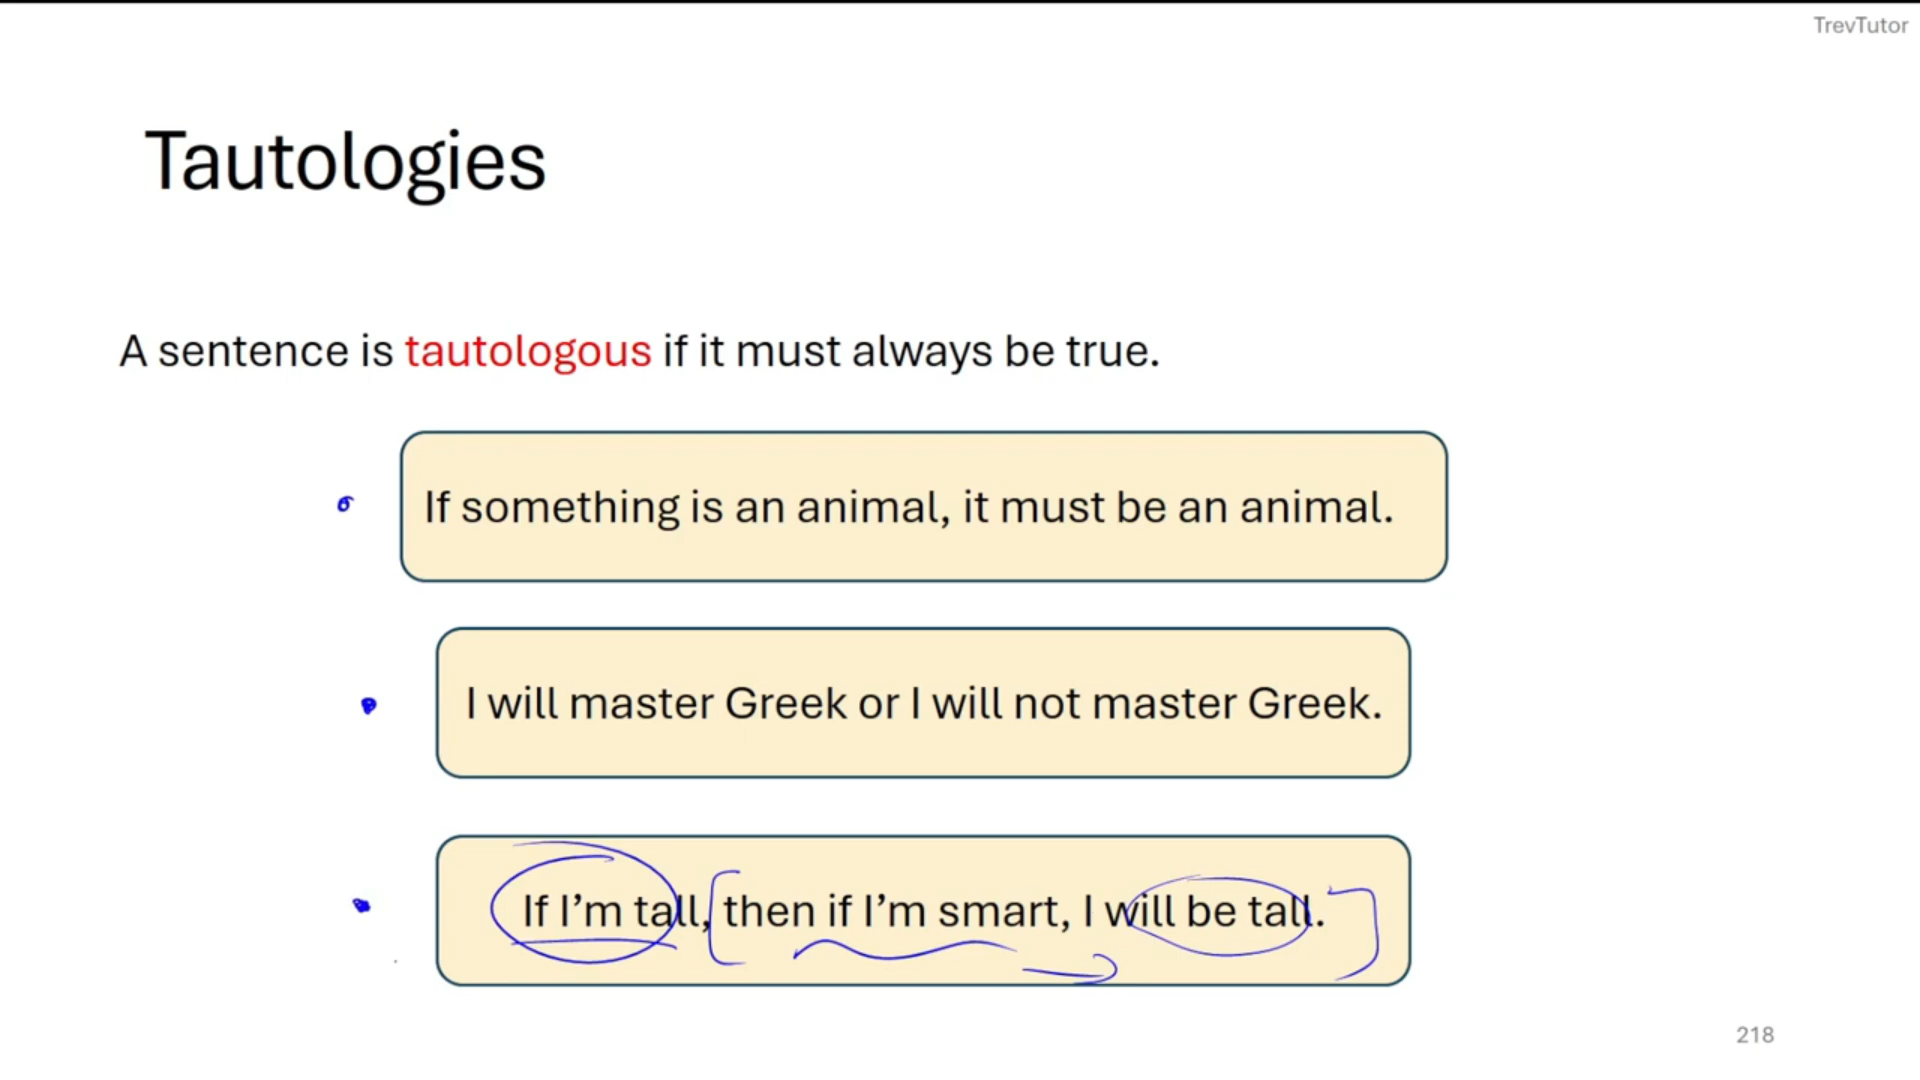 TrevTutor
Tautologies
A sentence is tautologous if it must always be true.
If something is an animal, it must be an animal.
I will master Greek or I will not master Greek.
If I’m tall, then if I’m smart, I will be tall.
218